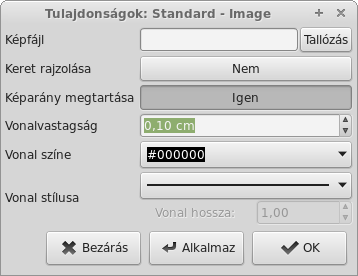 Tulajdonságok: Standard - Image
Képfájl
Tallózás
Keret rajzolása
Nem
Képarány megtartása
Igen
Vonalvastagság
0,10 cm
Vonal színe
#000000
Vonal stílusa
Vonal hossza:
1,00
Bezárás
Alkalmaz
OK